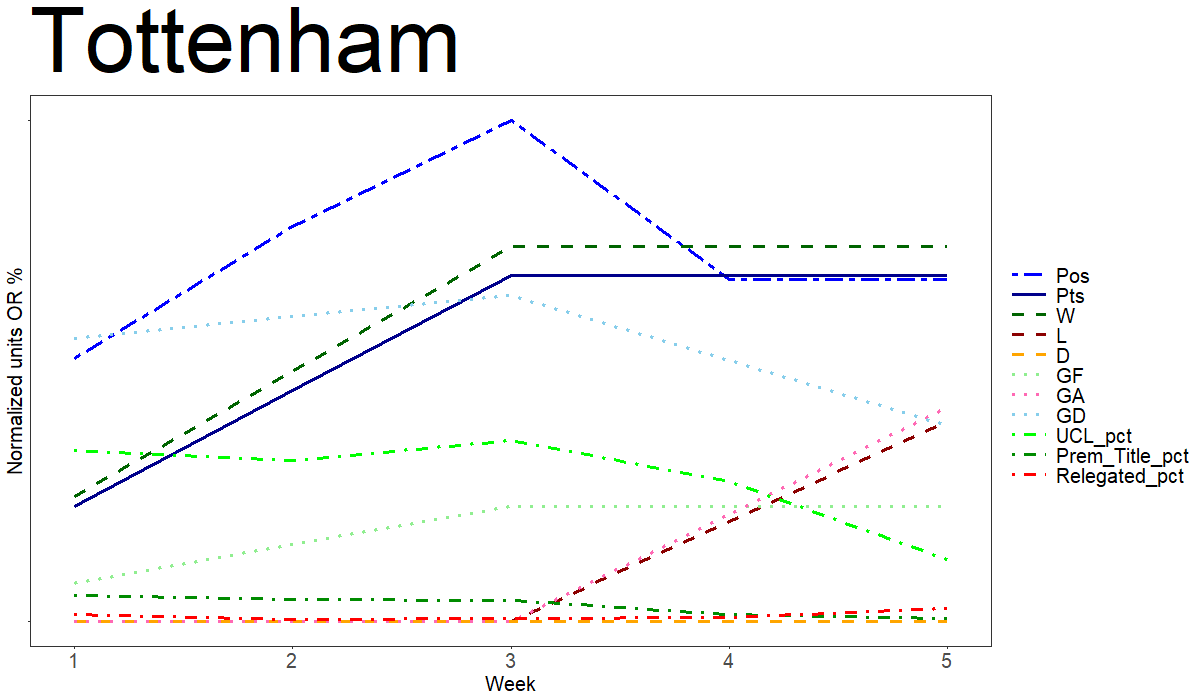 Tottenham
Normalized units OR %
Pos
Pts
W
L
D
GF
GA
GD
UCL_pct
Prem_Title_pct
Relegated_pct
1 2 3 4 5
Week